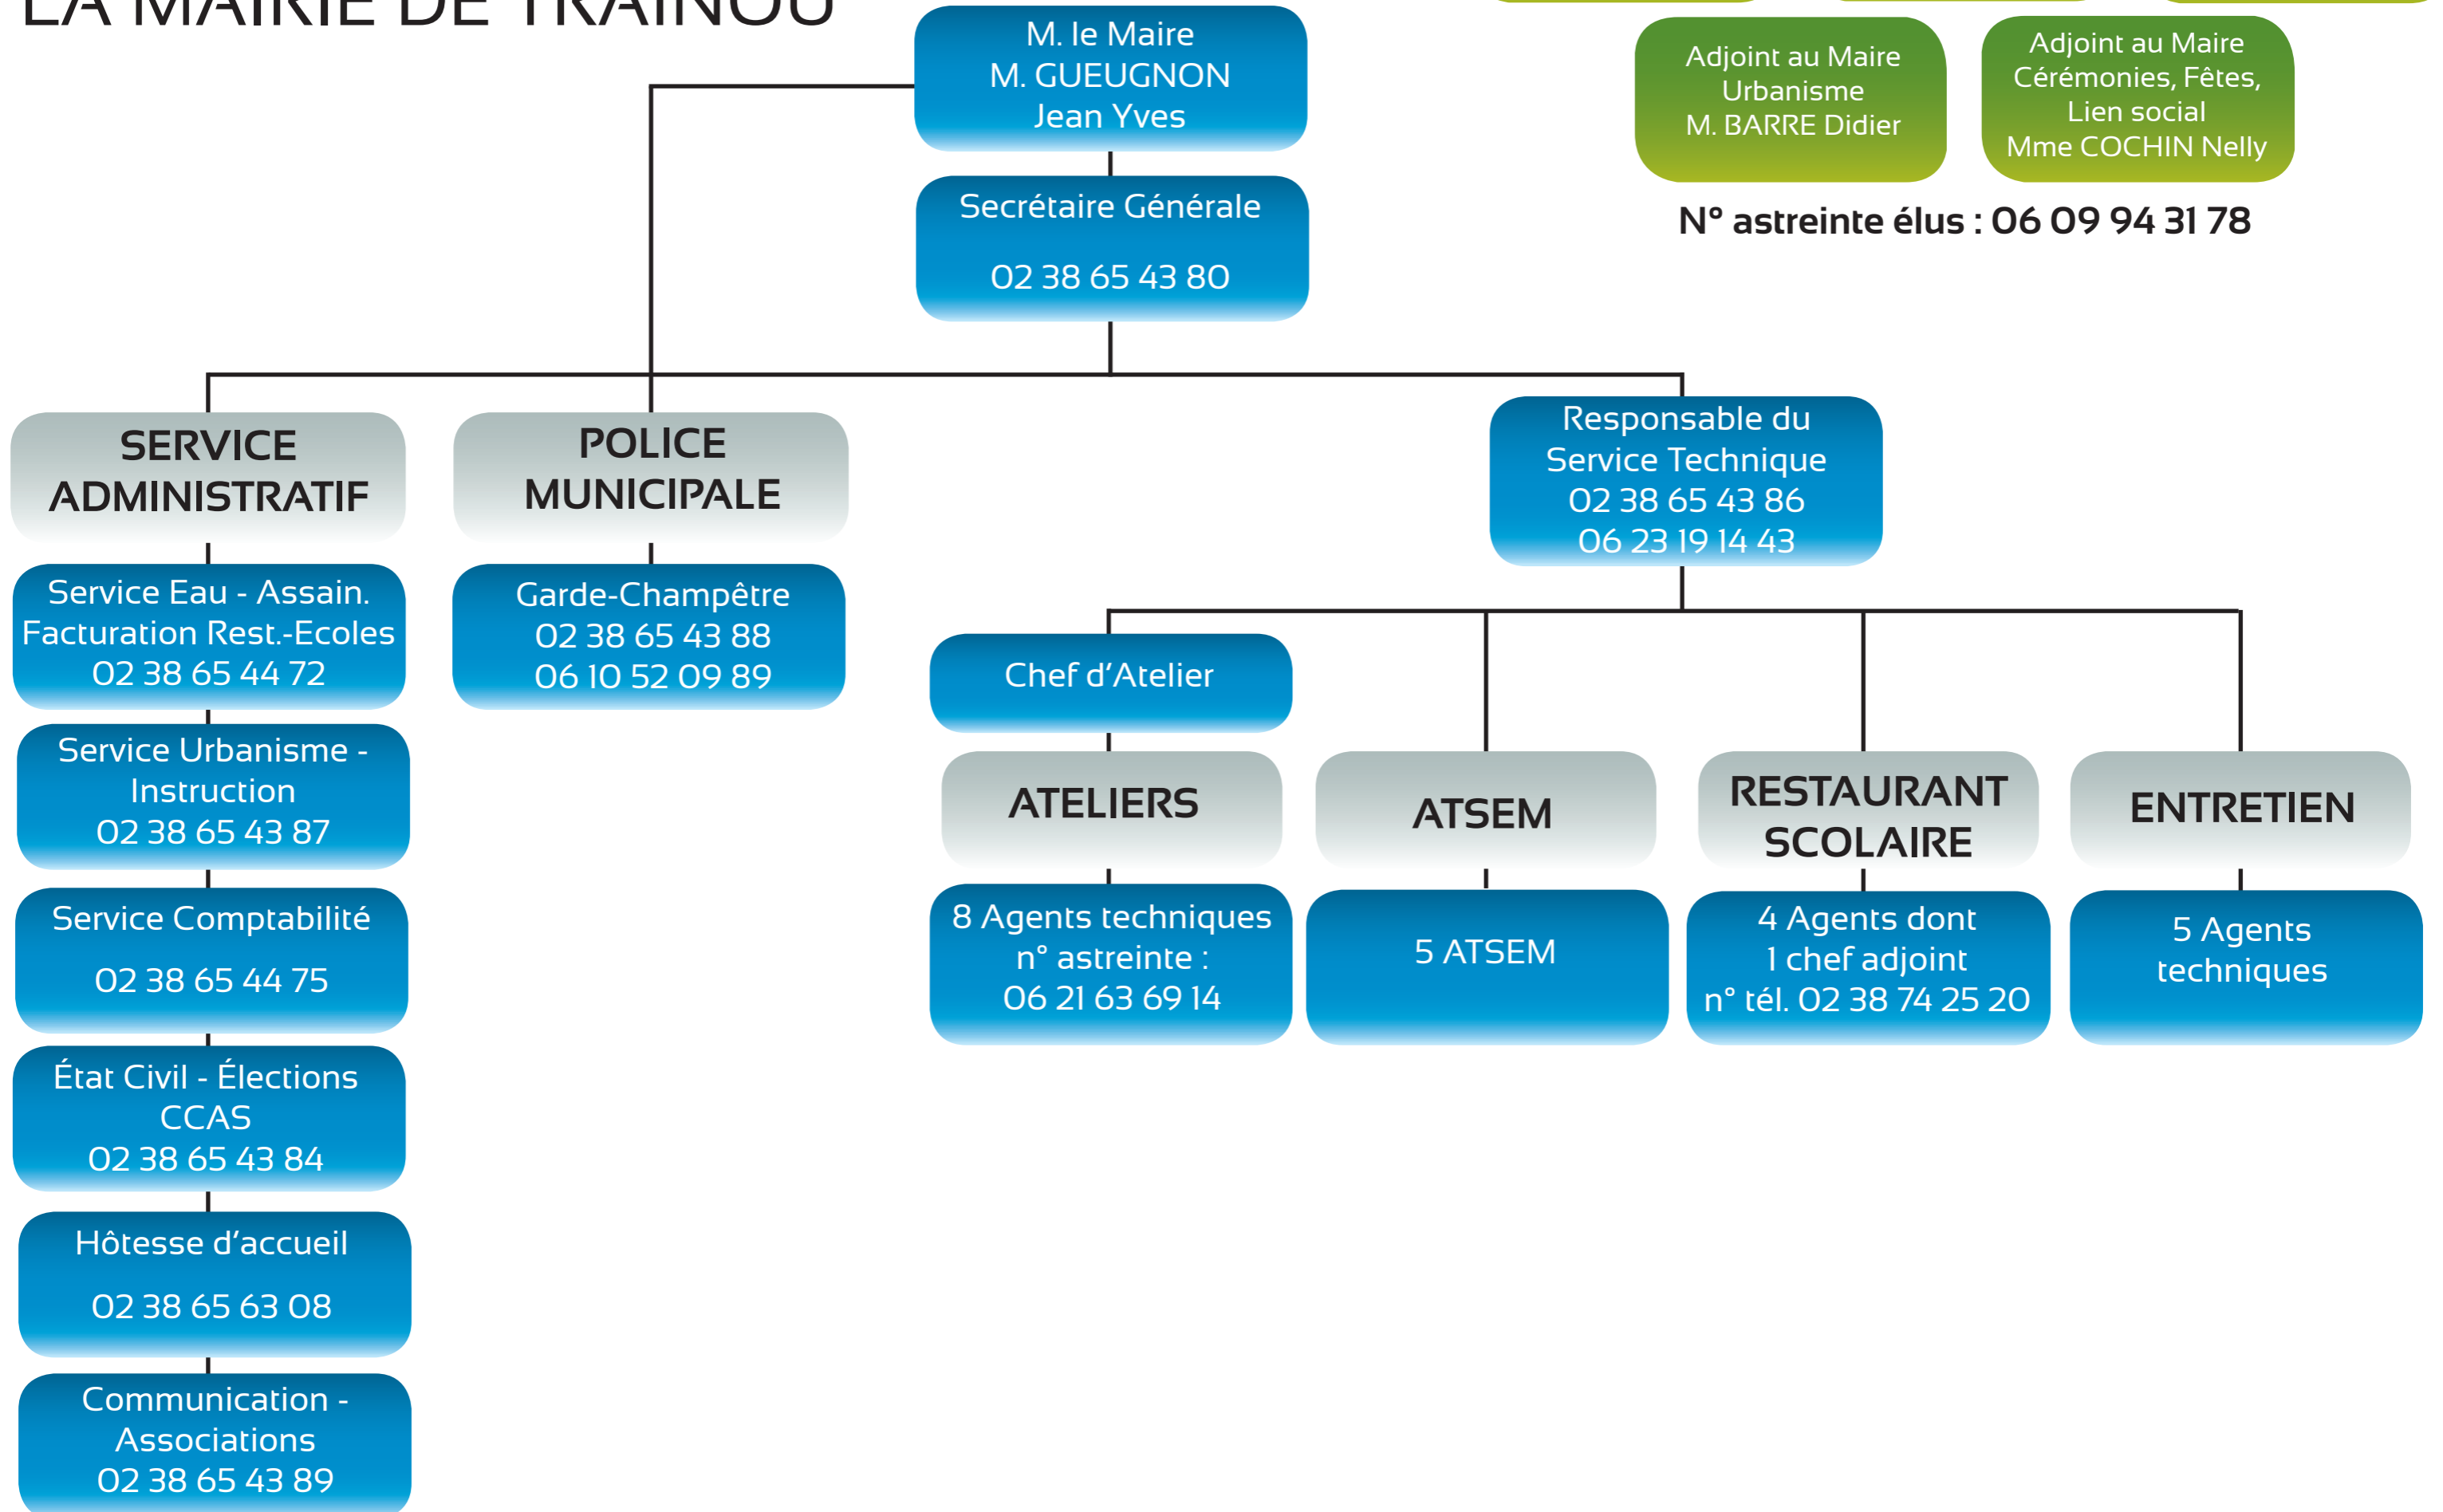 LA MAIRIE DE TRAINOU
M. le Maire
M. GUEUGNON
Jean Yves
Adjoint au Maire
Urbanisme
M. BARRE Didier
Adjoint au Maire
Cérémonies, Fêtes,
Lien social
Mme COCHIN Nelly
N° astreinte élus : 06 09 94 31 78
Secrétaire Générale
02 38 65 43 80
SERVICE
ADMINISTRATIF
Service Eau - Assain.
Facturation Rest.-Ecoles
02 38 65 44 72
Service Urbanisme -
Instruction
02 38 65 43 87
Service Comptabilité
02 38 65 44 75
État Civil - Élections
CCAS
02 38 65 43 84
Hôtesse d’accueil
02 38 65 63 08
Communication -
Associations
02 38 65 43 89
POLICE
MUNICIPALE
Garde-Champêtre
02 38 65 43 88
06 10 52 09 89
Responsable du
Service Technique
02 38 65 43 86
06 23 19 14 43
Chef d’Atelier
ATELIERS
8 Agents techniques
n° astreinte :
06 21 63 69 14
ATSEM
5 ATSEM
RESTAURANT
SCOLAIRE
4 Agents dont
1 chef adjoint
n° tél. 02 38 74 25 20
ENTRETIEN
5 Agents
techniques